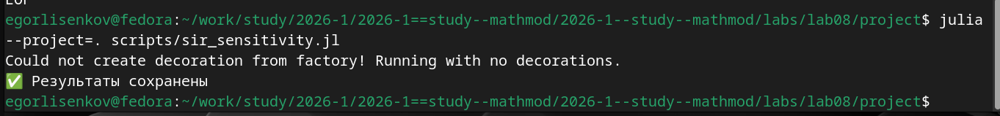 EOF
egorlisenkov@fedora:~/work/study/2026-1/2026-1==study--mathmod/2026-1--study--mathmod/labs/lab08/project$ julia
--project=. scripts/sir_sensitivity.jl
Could not create decoration from factory! Running with no decorations.
✅ Результаты сохранены
egorlisenkov@fedora:~/work/study/2026-1/2026-1==study--mathmod/2026-1--study--mathmod/labs/lab08/project$